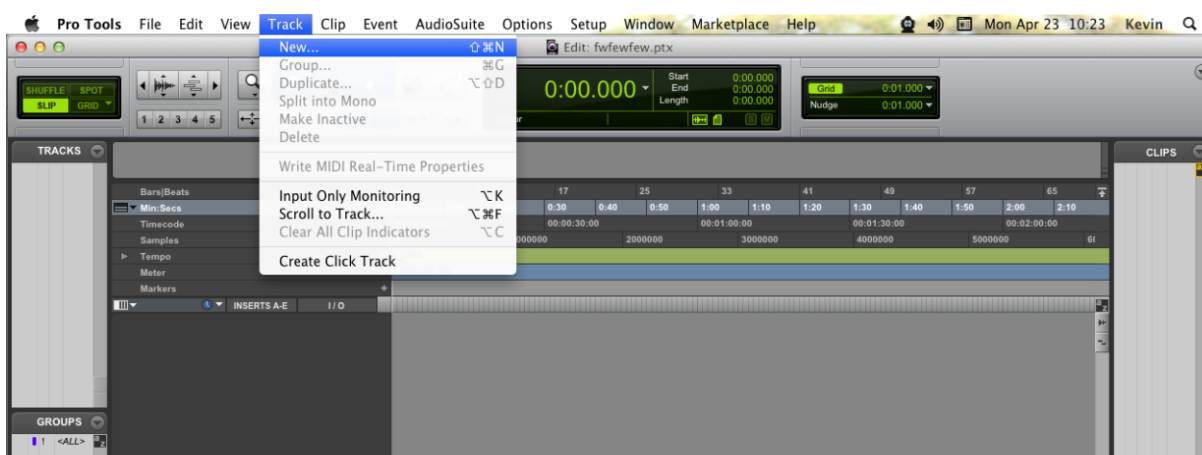 Pro Tools File Edit View Track Clip Event AudioSuite Options Setup Window Marketplace Help Mon Apr 23 10:23 Kevin
Edit: fwfewfew.ptx
New... ⇧⌘N
Group... ⌘G
Duplicate... ⌥⇧D
Split into Mono
Make Inactive
Delete
Write MIDI Real-Time Properties
Input Only Monitoring ⌥K
Scroll to Track... ⌥⌘F
Clear All Clip Indicators ⌥C
Create Click Track
SHUFFLE SPOT
SLIP GRID
1 2 3 4 5
0:00.000
Start 0:00.000
End 0:00.000
Length 0:00.000
S M
Grid 0:01.000
Nudge 0:01.000
TRACKS
CLIPS
Bars|Beats 17 25 33 41 49 57 65
Min:Secs 0:30 0:40 0:50 1:00 1:10 1:20 1:30 1:40 1:50 2:00 2:10
Timecode 00:00:30:00 00:01:00:00 00:01:30:00 00:02:00:00
Samples 2000000 3000000 4000000 5000000
Tempo
Meter
Markers
INSERTS A-E I / O
GROUPS
! <ALL>